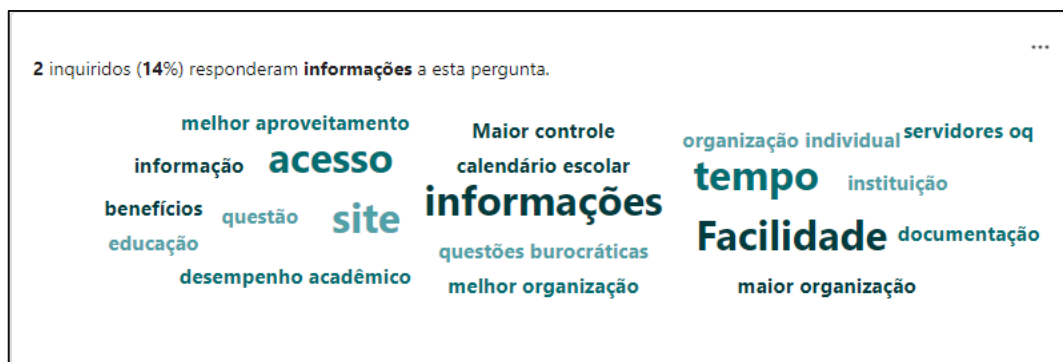 ...
2 inquiridos (14%) responderam informações a esta pergunta.
melhor aproveitamento
Maior controle
organização individual
servidores oq
informação
acesso
calendário escolar
tempo
instituição
benefícios
questão
site
informações
Facilidade
documentação
educação
questões burocráticas
desempenho acadêmico
melhor organização
maior organização